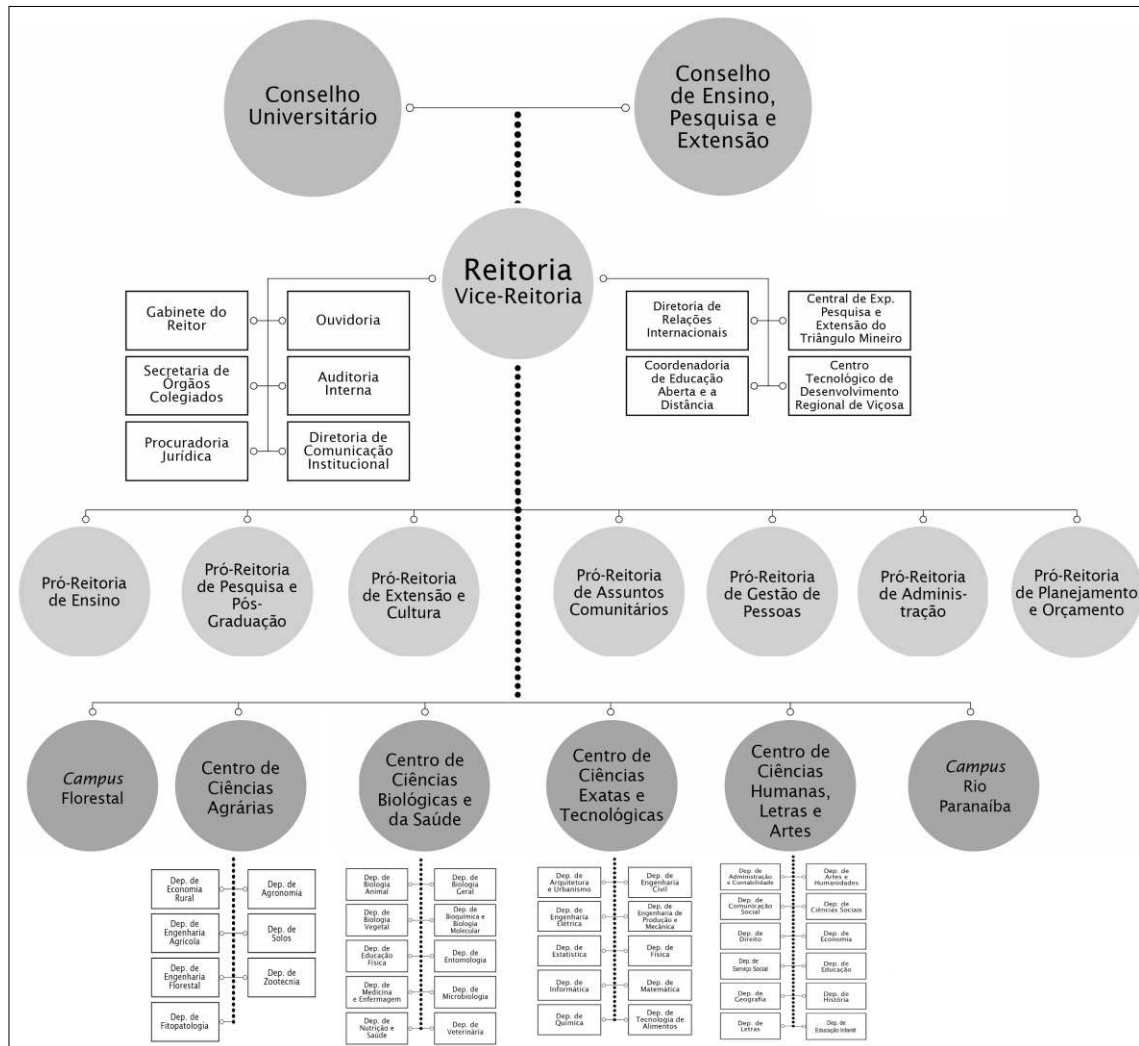 Conselho
Universitário
Conselho
de Ensino,
Pesquisa e
Extensão
Reitoria
Vice-Reitoria
Gabinete do
Reitor
Ouvidoria
Secretaria de
Órgãos
Colegiados
Auditoria
Interna
Procuradoria
Jurídica
Diretoria de
Comunicação
Institucional
Diretoria de
Relações
Internacionais
Central de Exp.
Pesquisa e
Extensão do
Triângulo Mineiro
Coordenadoria
de Educação
Aberta e a
Distância
Centro
Tecnológico de
Desenvolvimento
Regional de Viçosa
Pró-Reitoria
de Ensino
Pró-Reitoria
de Pesquisa e
Pós-
Graduação
Pró-Reitoria
de Extensão e
Cultura
Pró-Reitoria
de Assuntos
Comunitários
Pró-Reitoria
de Gestão de
Pessoas
Pró-Reitoria
de Adminis-
tração
Pró-Reitoria
de Planejamento
e Orçamento
Campus
Florestal
Centro de
Ciências
Agrárias
Centro de
Ciências
Biológicas e
da Saúde
Centro de
Ciências
Exatas e
Tecnológicas
Centro de
Ciências
Humanas,
Letras e
Artes
Campus
Rio
Paranaíba
Dep. de
Economia
Rural
Dep. de
Agronomia
Dep. de
Engenharia
Agrícola
Dep. de
Solos
Dep. de
Engenharia
Florestal
Dep. de
Zootecnia
Dep. de
Fitopatologia
Dep. de
Biologia
Animal
Dep. de
Biologia
Geral
Dep. de
Biologia
Vegetal
Dep. de
Bioquímica e
Biologia
Molecular
Dep. de
Educação
Física
Dep. de
Entomologia
Dep. de
Medicina
e Enfermagem
Dep. de
Microbiologia
Dep. de
Nutrição e
Saúde
Dep. de
Veterinária
Dep. de
Arquitetura
e Urbanismo
Dep. de
Engenharia
Civil
Dep. de
Engenharia
Elétrica
Dep. de
Engenharia de
Produção e
Mecânica
Dep. de
Estatística
Dep. de
Física
Dep. de
Informática
Dep. de
Matemática
Dep. de
Química
Dep. de
Tecnologia de
Alimentos
Dep. de
Administração
e Contabilidade
Dep. de
Artes e
Humanidades
Dep. de
Comunicação
Social
Dep. de
Ciências Sociais
Dep. de
Direito
Dep. de
Economia
Dep. de
Serviço Social
Dep. de
Educação
Dep. de
Geografia
Dep. de
História
Dep. de
Letras
Dep. de
Educação Infantil